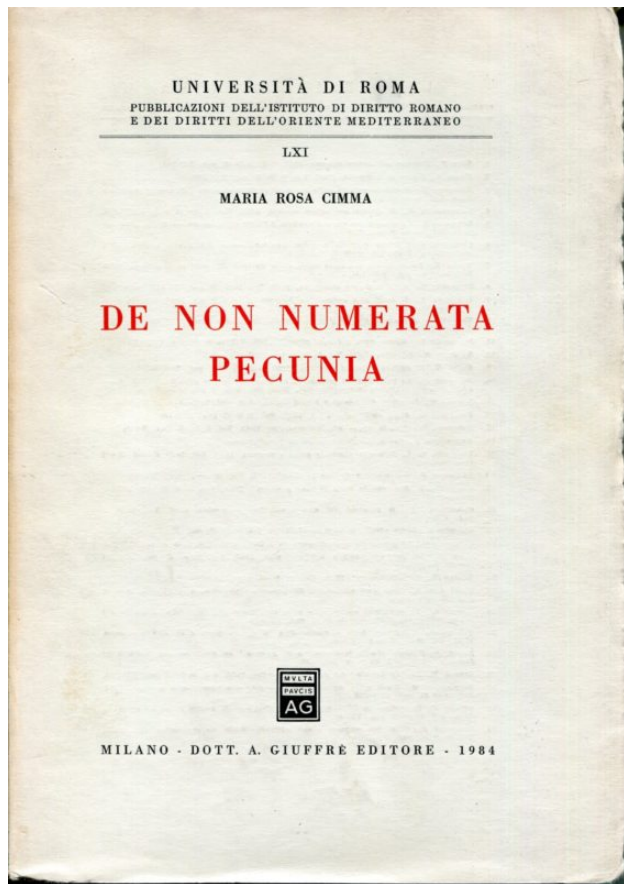 UNIVERSITÀ DI ROMA
PUBBLICAZIONI DELL'ISTITUTO DI DIRITTO ROMANO
E DEI DIRITTI DELL'ORIENTE MEDITERRANEO
LXI
MARIA ROSA CIMMA
DE NON NUMERATA
PECUNIA
MVLTA
PAVCIS
AG
MILANO - DOTT. A. GIUFFRÈ EDITORE - 1984